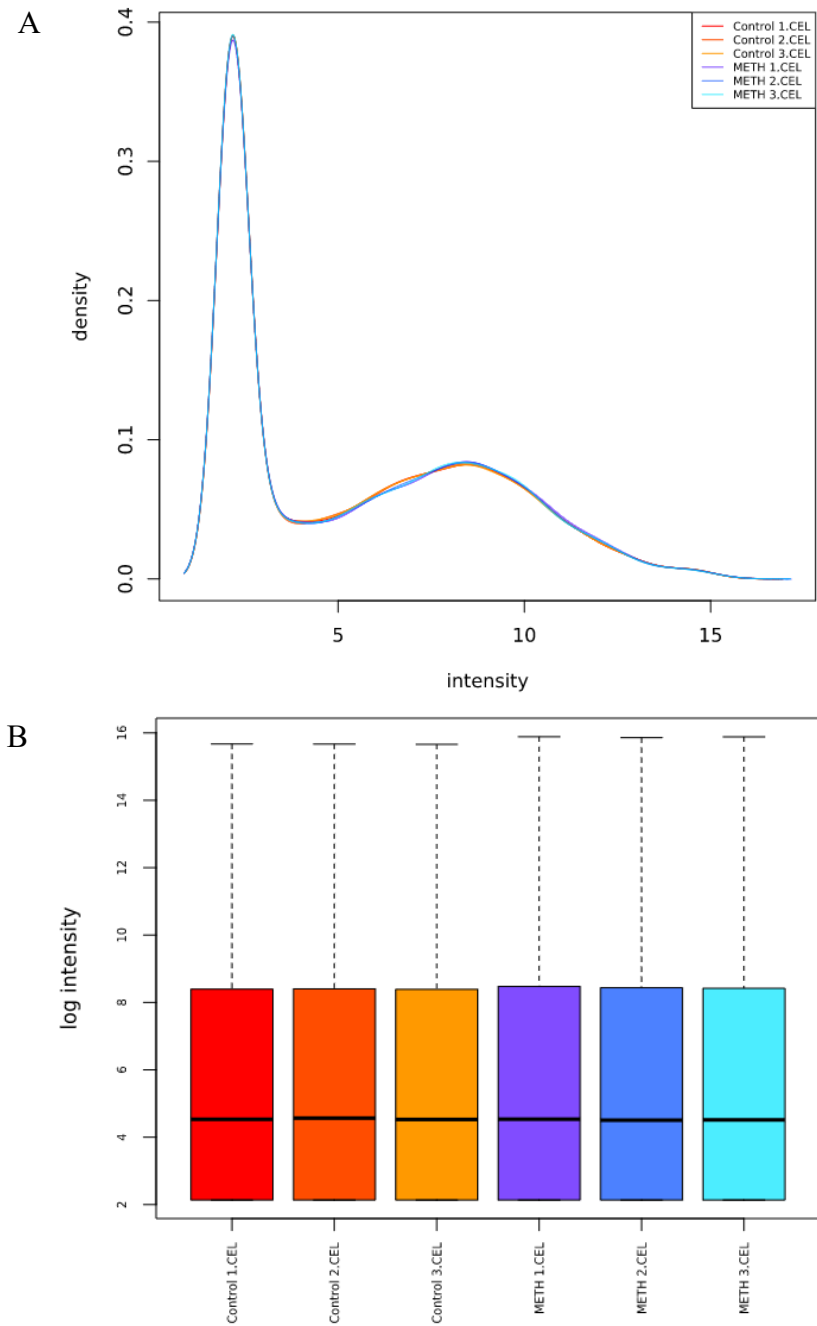 A
Control 1.CEL
Control 2.CEL
Control 3.CEL
METH 1.CEL
METH 2.CEL
METH 3.CEL
0.4
0.3
0.2
0.1
0.0
density
5 10 15
intensity
B
16
14
12
10
8
6
4
2
log intensity
Control 1.CEL
Control 2.CEL
Control 3.CEL
METH 1.CEL
METH 2.CEL
METH 3.CEL